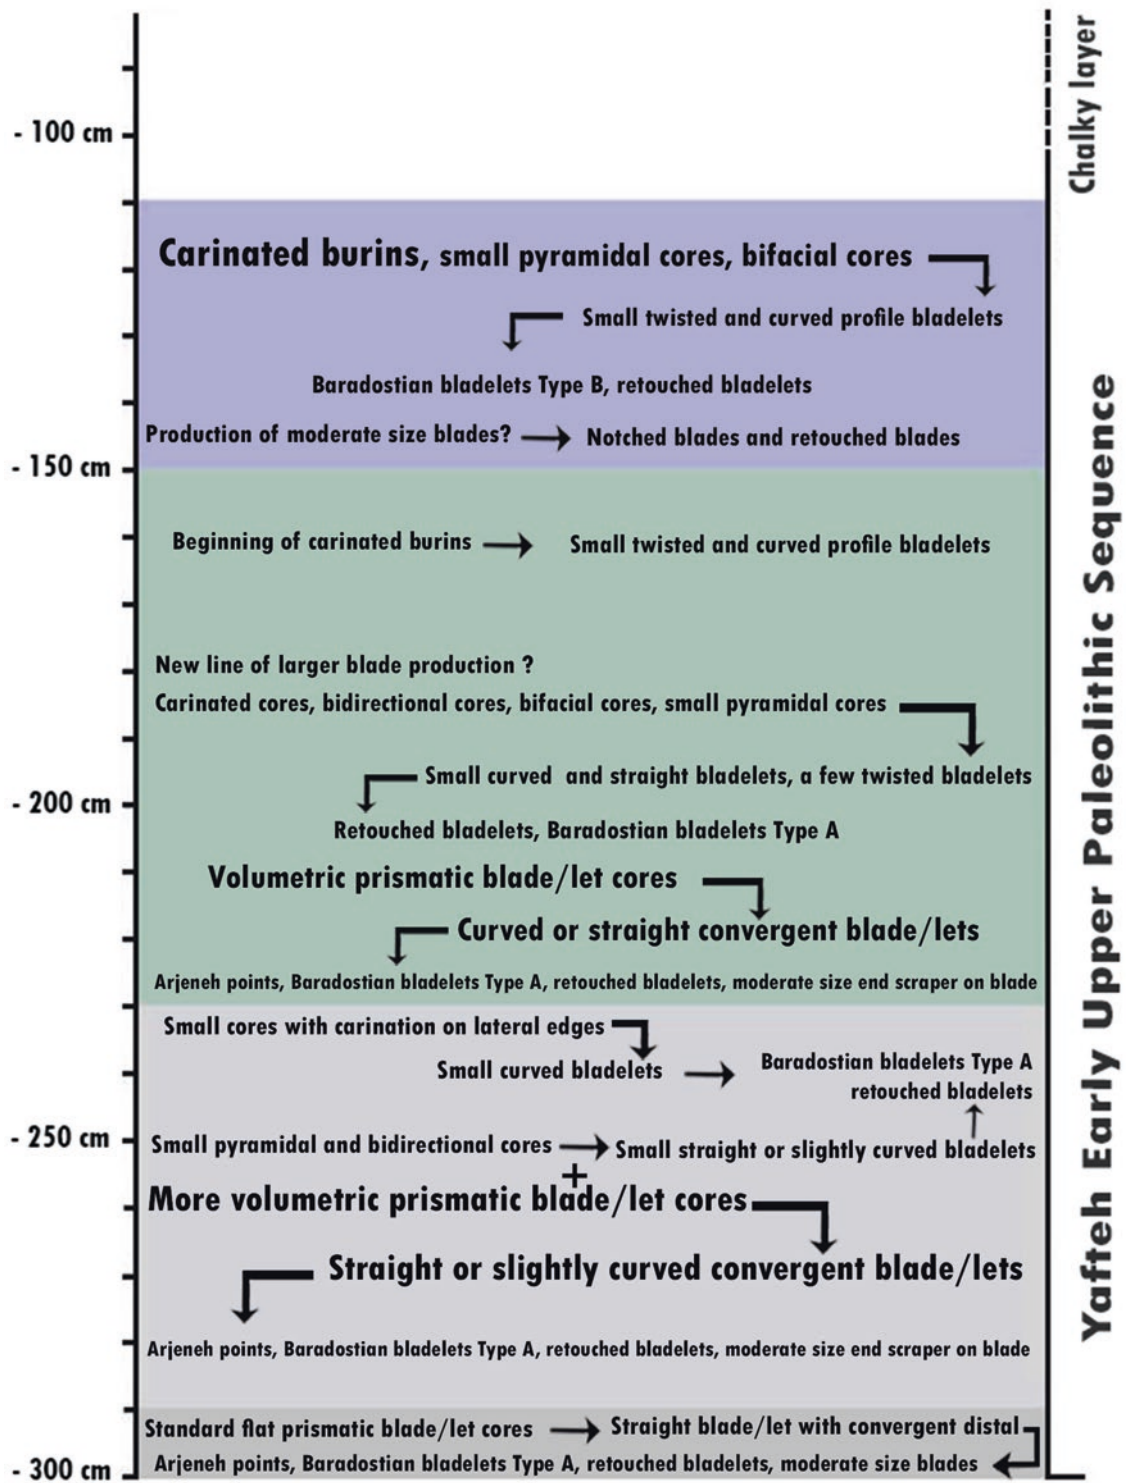 Chalky layer
- 100 cm
Carinated burins, small pyramidal cores, bifacial cores
Small twisted and curved profile bladelets
Baradostian bladelets Type B, retouched bladelets
Production of moderate size blades?
Notched blades and retouched blades
- 150 cm
Beginning of carinated burins
Small twisted and curved profile bladelets
New line of larger blade production ?
Carinated cores, bidirectional cores, bifacial cores, small pyramidal cores
Small curved and straight bladelets, a few twisted bladelets
- 200 cm
Retouched bladelets, Baradostian bladelets Type A
Volumetric prismatic blade/let cores
Curved or straight convergent blade/lets
Arjeneh points, Baradostian bladelets Type A, retouched bladelets, moderate size end scraper on blade
Small cores with carination on lateral edges
Small curved bladelets
Baradostian bladelets Type A
retouched bladelets
- 250 cm
Small pyramidal and bidirectional cores
Small straight or slightly curved bladelets
+
More volumetric prismatic blade/let cores
Straight or slightly curved convergent blade/lets
Arjeneh points, Baradostian bladelets Type A, retouched bladelets, moderate size end scraper on blade
Standard flat prismatic blade/let cores
Straight blade/let with convergent distal
Arjeneh points, Baradostian bladelets Type A, retouched bladelets, moderate size blades
- 300 cm
Yafteh Early Upper Paleolithic Sequence